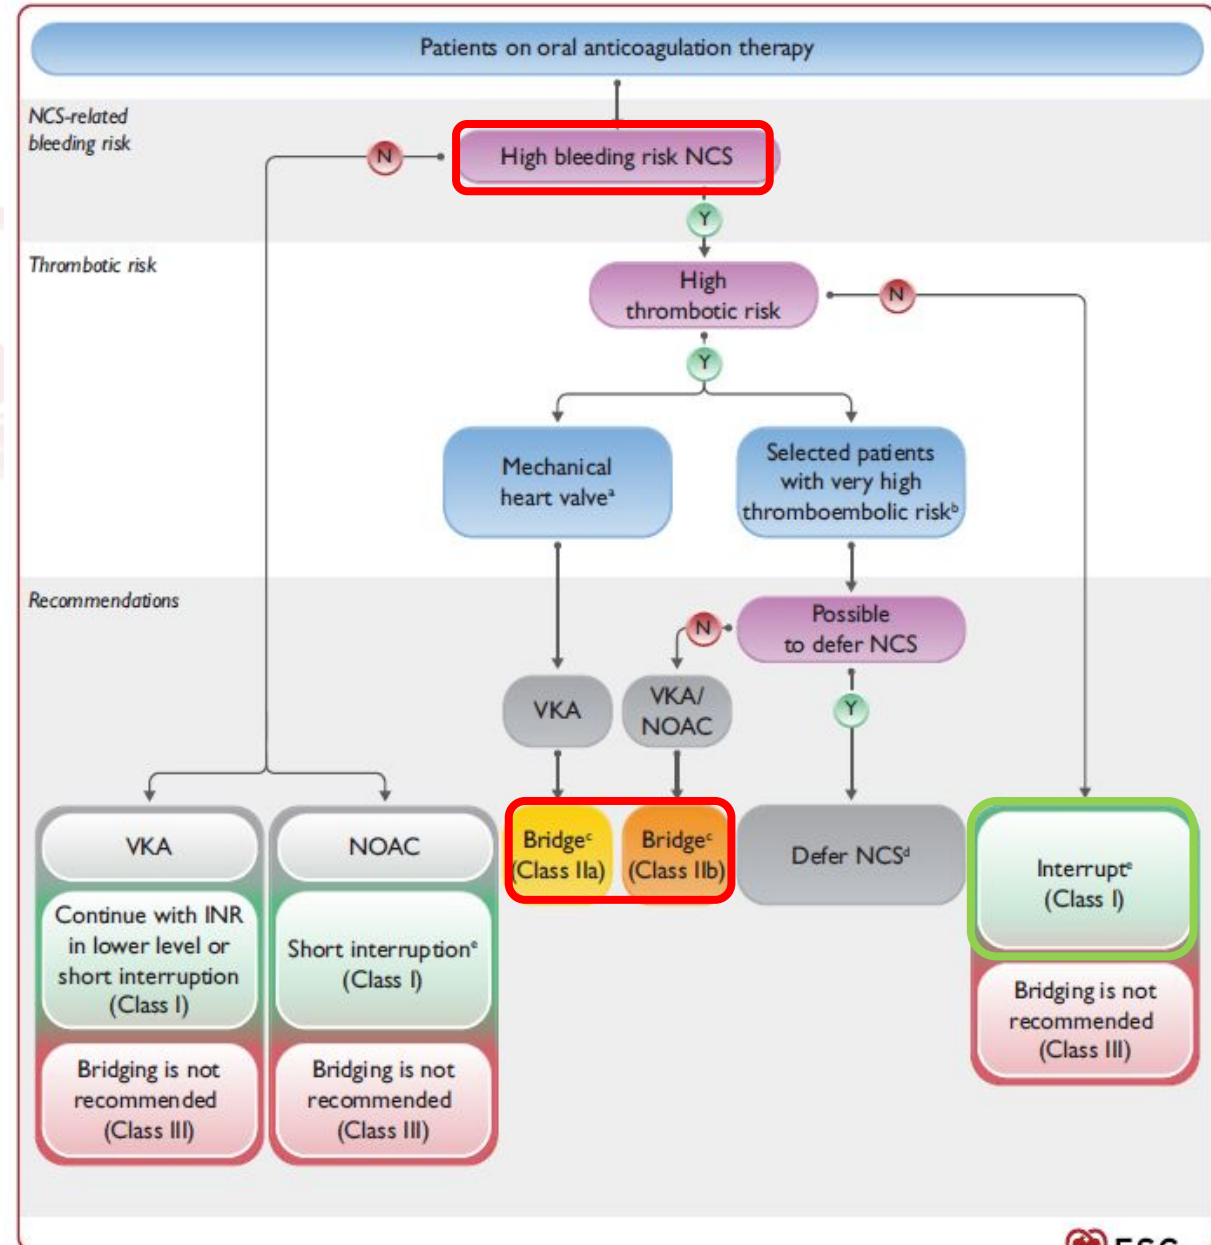 Patients on oral anticoagulation therapy
NCS-related
bleeding risk
N
High bleeding risk NCS
Y
Thrombotic risk
High
thrombotic risk
N
Y
Mechanical
heart valveᵃ
Selected patients
with very high
thromboembolic riskᵇ
Recommendations
Possible
to defer NCS
N
Y
VKA
VKA/
NOAC
VKA
Continue with INR
in lower level or
short interruption
(Class I)
Bridging is not
recommended
(Class III)
NOAC
Short interruptionᵉ
(Class I)
Bridging is not
recommended
(Class III)
Bridgeᶜ
(Class IIa)
Bridgeᶜ
(Class IIb)
Defer NCSᵈ
Interruptᵉ
(Class I)
Bridging is not
recommended
(Class III)
ESC